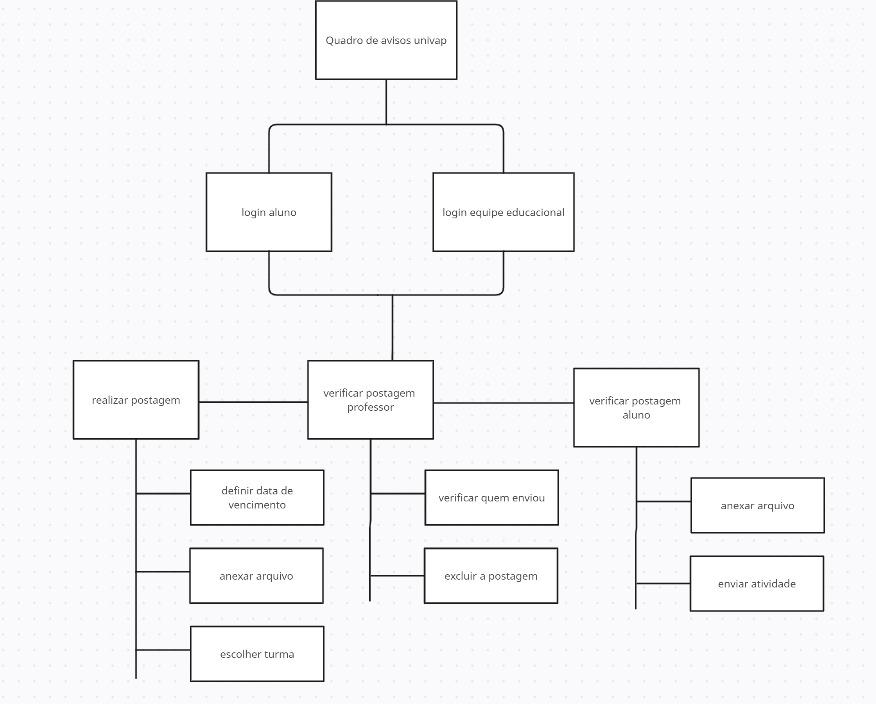 Quadro de avisos univap
login aluno
login equipe educacional
realizar postagem
verificar postagem
professor
verificar postagem
aluno
definir data de
vencimento
anexar arquivo
escolher turma
verificar quem enviou
excluir a postagem
anexar arquivo
enviar atividade